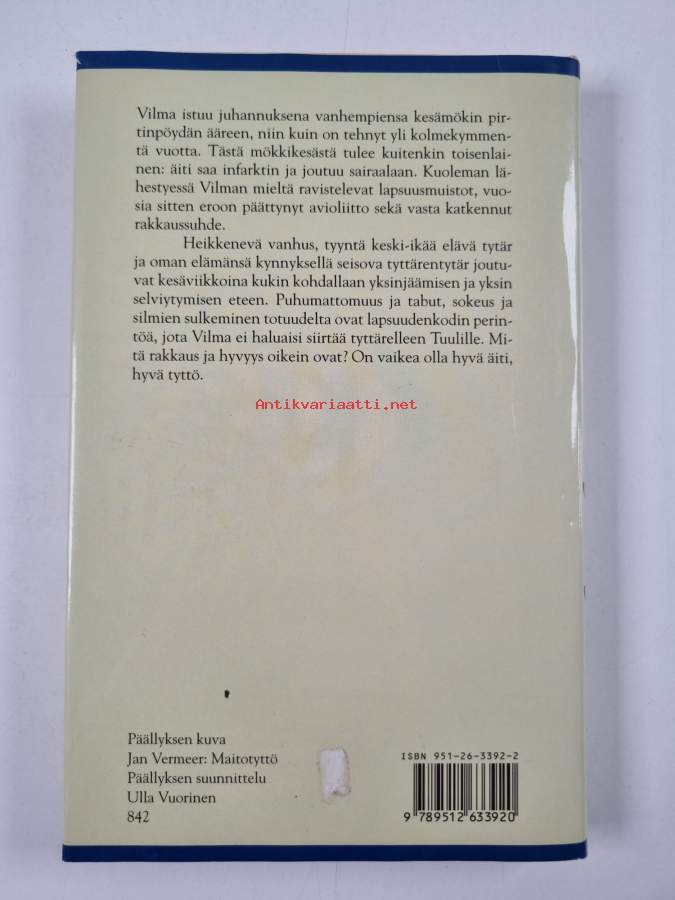 Vilma istuu juhannuksena vanhempiensa kesämökin pir-
tinpöydän ääreen, niin kuin on tehnyt yli kolmekymmen-
tä vuotta. Tästä mökkikesästä tulee kuitenkin toisenlai-
nen: äiti saa infarktin ja joutuu sairaalaan. Kuoleman lä-
hestyessä Vilman mieltä ravistelevat lapsuusmuistot, vuo-
sia sitten eroon päättynyt avioliitto sekä vasta katkennut
rakkaussuhde.
Heikkenevä vanhus, tyyntä keski-ikää elävä tytär
ja oman elämänsä kynnyksellä seisova tyttärentytär joutu-
vat kesäviikkoina kukin kohdallaan yksinjäämisen ja yksin
selviytymisen eteen. Puhumattomuus ja tabut, sokeus ja
silmien sulkeminen totuudelta ovat lapsuudenkodin perin-
töä, jota Vilma ei haluaisi siirtää tyttärelleen Tuulille. Mi-
tä rakkaus ja hyvyys oikein ovat? On vaikea olla hyvä äiti,
hyvä tyttö.
Antikvariaatti.net
Päällyksen kuva
Jan Vermeer: Maitotyttö
Päällyksen suunnittelu
Ulla Vuorinen
842
ISBN 951-26-3392-2
9 789512 633920